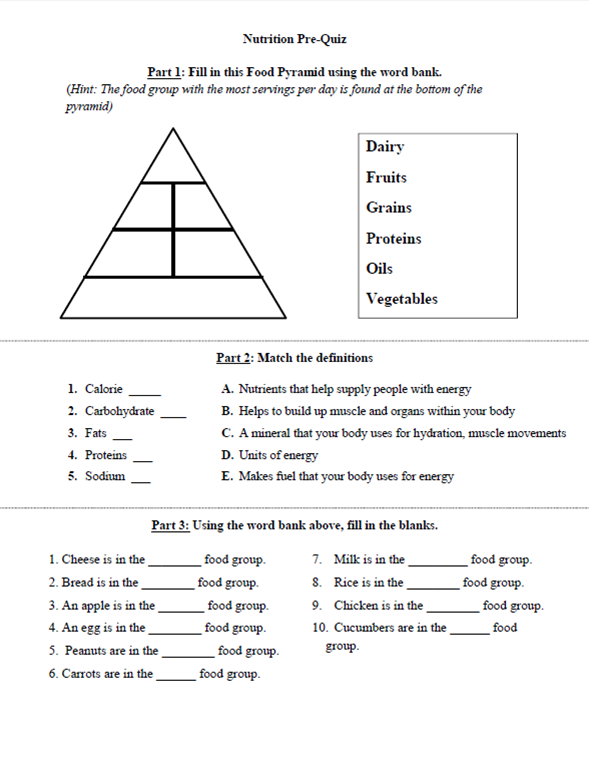 Nutrition Pre-Quiz
Part 1: Fill in this Food Pyramid using the word bank.
(Hint: The food group with the most servings per day is found at the bottom of the
pyramid)
Dairy
Fruits
Grains
Proteins
Oils
Vegetables
Part 2: Match the definitions
1. Calorie _____
2. Carbohydrate ____
3. Fats ___
4. Proteins ___
5. Sodium ___
A. Nutrients that help supply people with energy
B. Helps to build up muscle and organs within your body
C. A mineral that your body uses for hydration, muscle movements
D. Units of energy
E. Makes fuel that your body uses for energy
Part 3: Using the word bank above, fill in the blanks.
1. Cheese is in the ________ food group.
2. Bread is in the ________ food group.
3. An apple is in the _______ food group.
4. An egg is in the ________ food group.
5. Peanuts are in the ________ food group.
6. Carrots are in the ______ food group.
7. Milk is in the _________ food group.
8. Rice is in the ________ food group.
9. Chicken is in the ________ food group.
10. Cucumbers are in the ______ food
group.